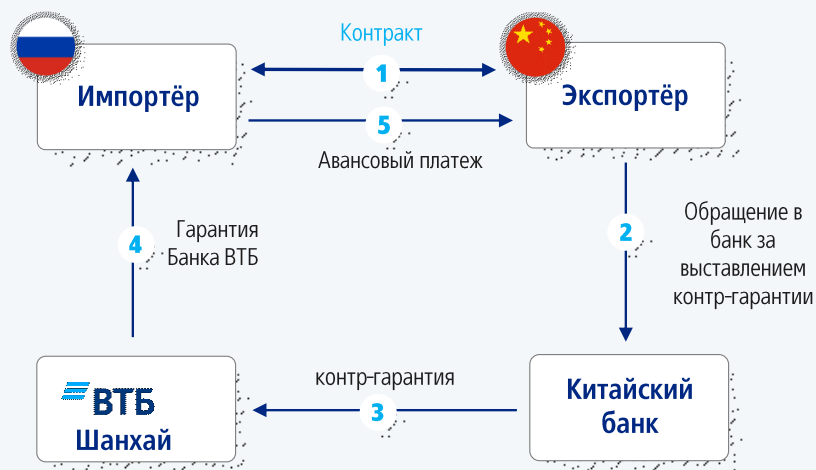 Контракт
1
Импортёр
Экспортёр
5
Авансовый платеж
4
Гарантия
Банка ВТБ
2
Обращение в
банк за
выставлением
контр-гарантии
ВТБ
Шанхай
контр-гарантия
3
Китайский
банк